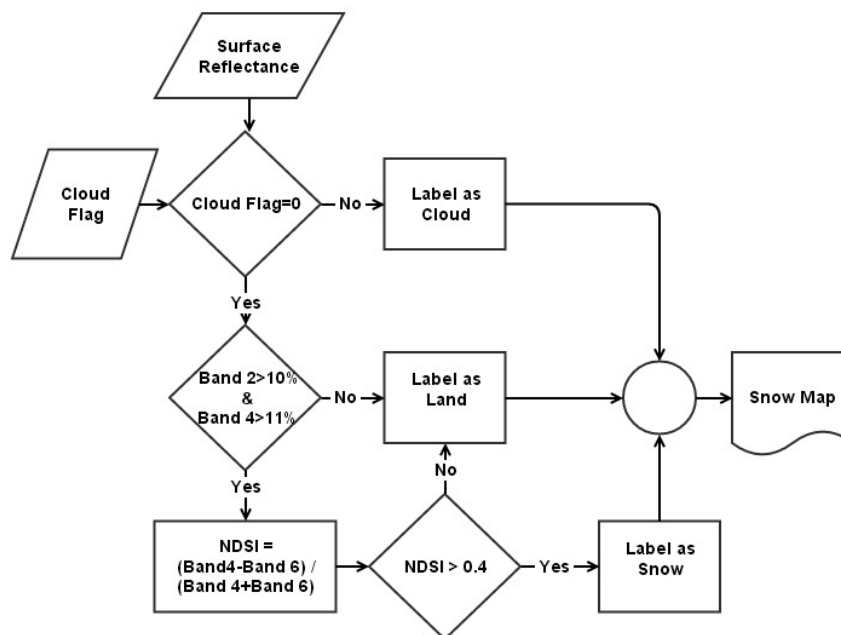 Surface
Reflectance
Cloud
Flag
Cloud Flag=0
No
Label as
Cloud
Yes
Band 2>10%
&
Band 4>11%
No
Label as
Land
Snow Map
Yes
No
NDSI =
(Band4-Band 6) /
(Band 4+Band 6)
NDSI > 0.4
Yes
Label as
Snow